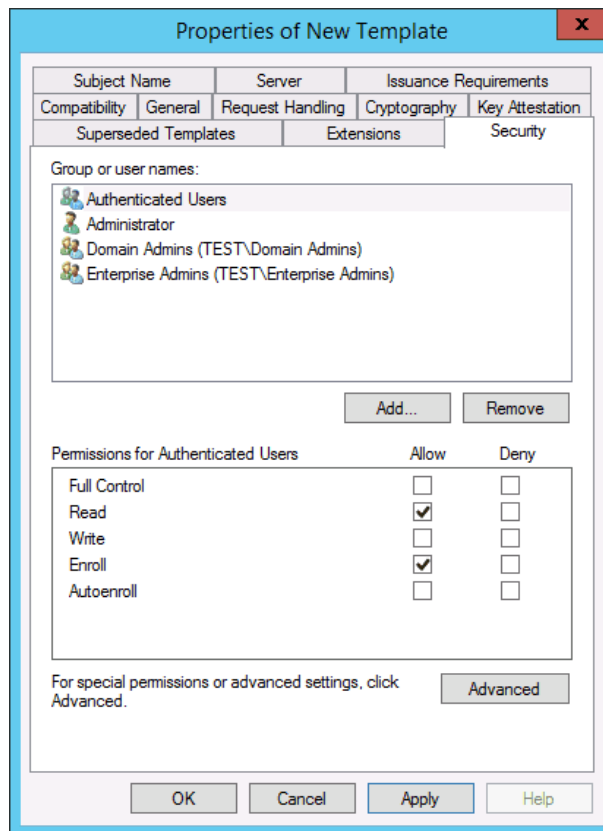 Properties of New Template
x
Subject Name Server Issuance Requirements
Compatibility General Request Handling Cryptography Key Attestation
Superseded Templates Extensions Security
Group or user names:
Authenticated Users
Administrator
Domain Admins (TEST\Domain Admins)
Enterprise Admins (TEST\Enterprise Admins)
Add... Remove
Permissions for Authenticated Users Allow Deny
Full Control
Read
Write
Enroll
Autoenroll
For special permissions or advanced settings, click
Advanced. Advanced
OK Cancel Apply Help